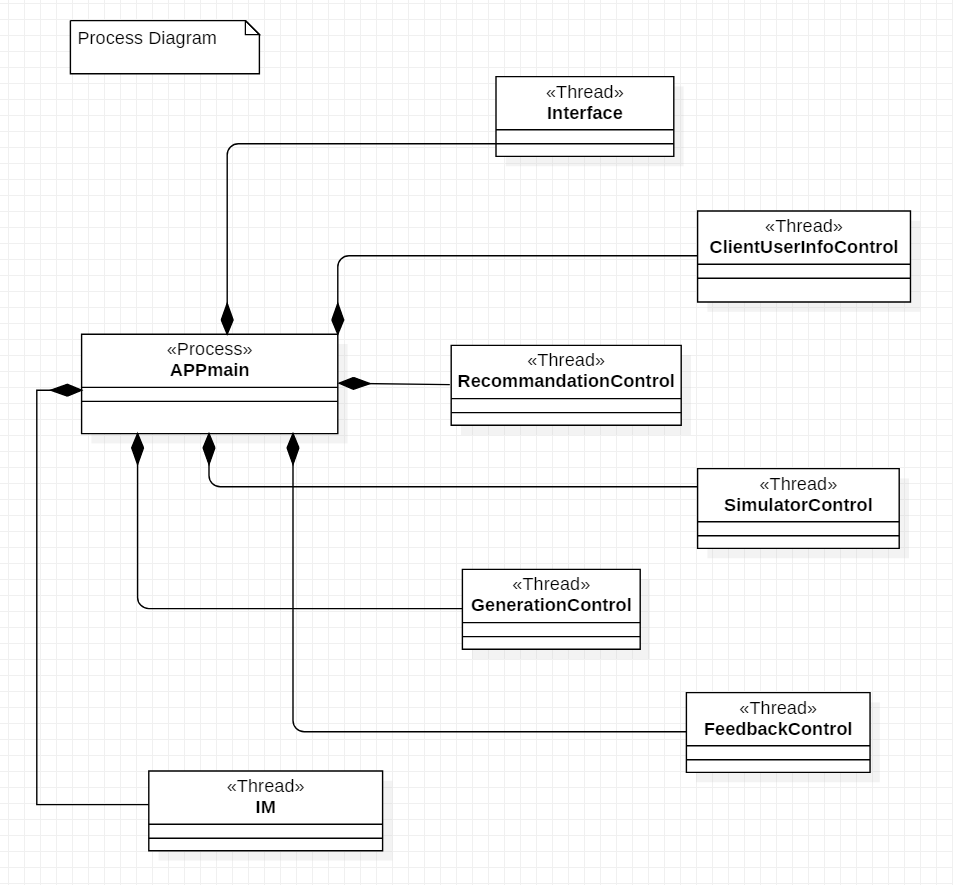 Process Diagram
«Thread»
Interface
«Thread»
ClientUserInfoControl
«Process»
APPmain
«Thread»
RecommandationControl
«Thread»
SimulatorControl
«Thread»
GenerationControl
«Thread»
FeedbackControl
«Thread»
IM